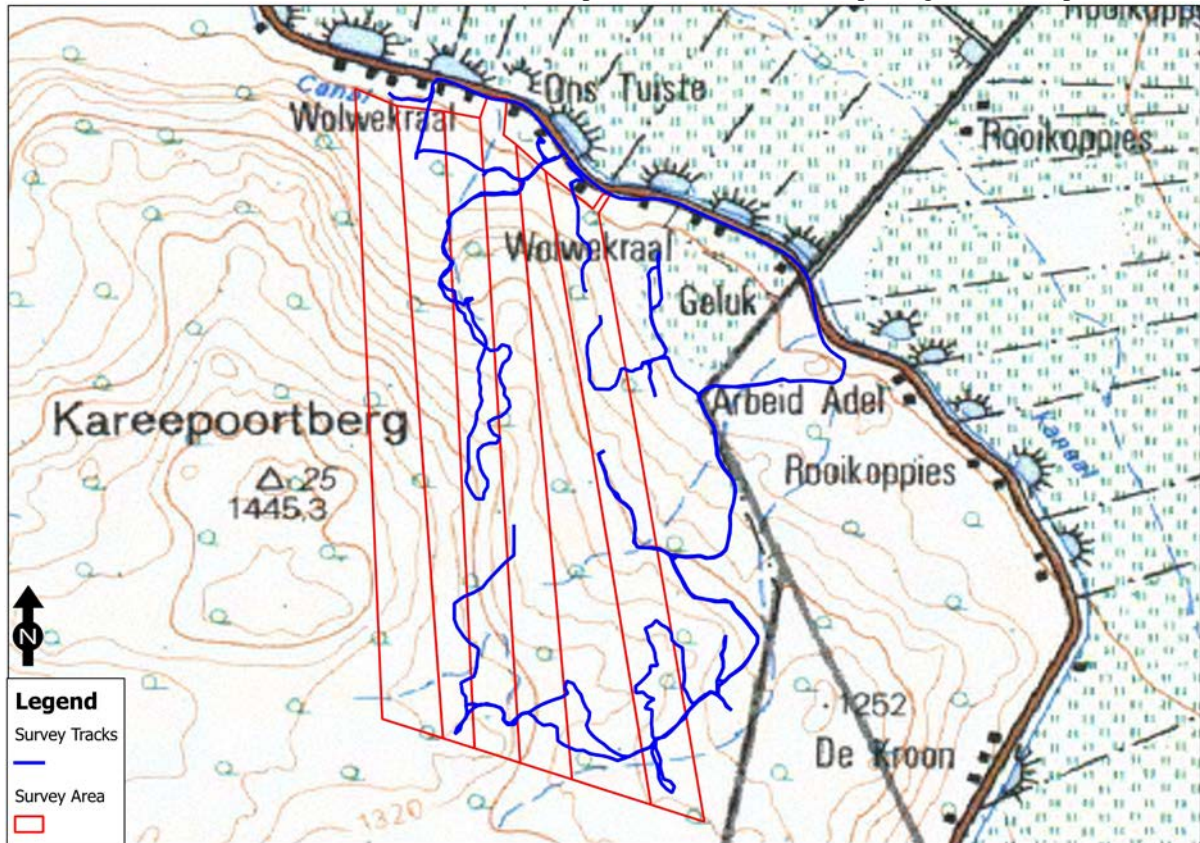 Canal
Ons Tuiste
Wolwekraal
Rooikoppies
Wolwekraal
Geluk
Kareepoortberg
Arbeid Adel
25
1445,3
Rooikoppies
Kanaal
N
1252
De Kroon
1320
Legend
Survey Tracks
Survey Area